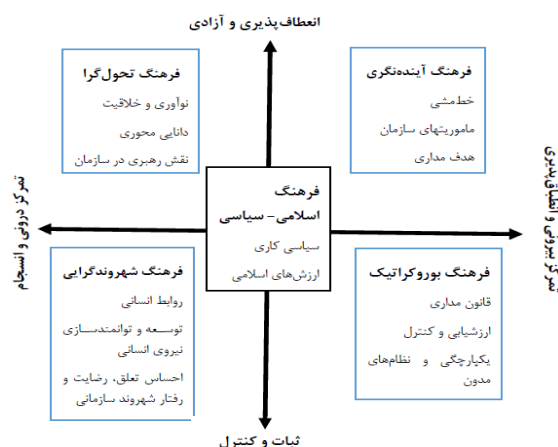 انعطاف‌پذیری و آزادی
فرهنگ آینده‌نگری
خط‌مشی
ماموریتهای سازمان
هدف مداری
فرهنگ تحول‌گرا
نوآوری و خلاقیت
دانایی محوری
نقش رهبری در سازمان
تمرکز بیرونی و انطباق‌پذیری
فرهنگ
اسلامی- سیاسی
سیاسی کاری
ارزش‌های اسلامی
تمرکز درونی و انسجام
فرهنگ بوروکراتیک
قانون مداری
ارزشیابی و کنترل
یکپارچگی و نظام‌های
مدون
فرهنگ شهروندگرایی
روابط انسانی
توسعه و توانمندسازی
نیروی انسانی
احساس تعلق، رضایت و
رفتار شهروند سازمانی
ثبات و کنترل